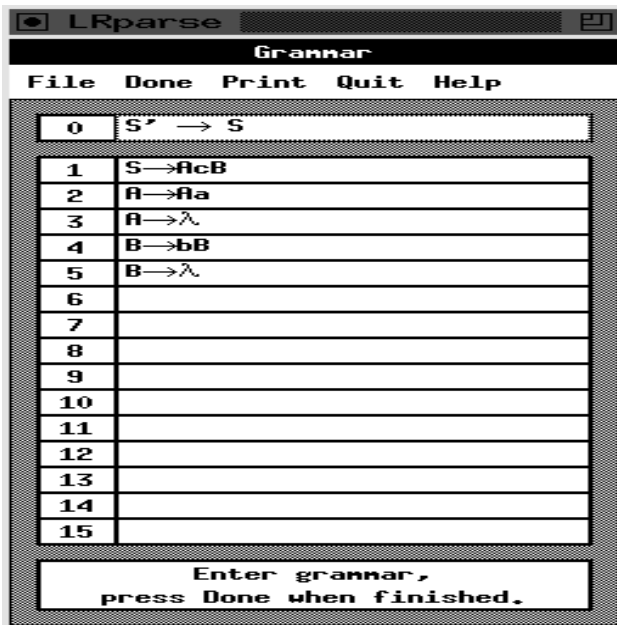 LRparse
Grammar
File Done Print Quit Help
0 S' → S
1 S→AcB
2 A→Aa
3 A→λ
4 B→bB
5 B→λ
6
7
8
9
10
11
12
13
14
15
Enter grammar,
press Done when finished.